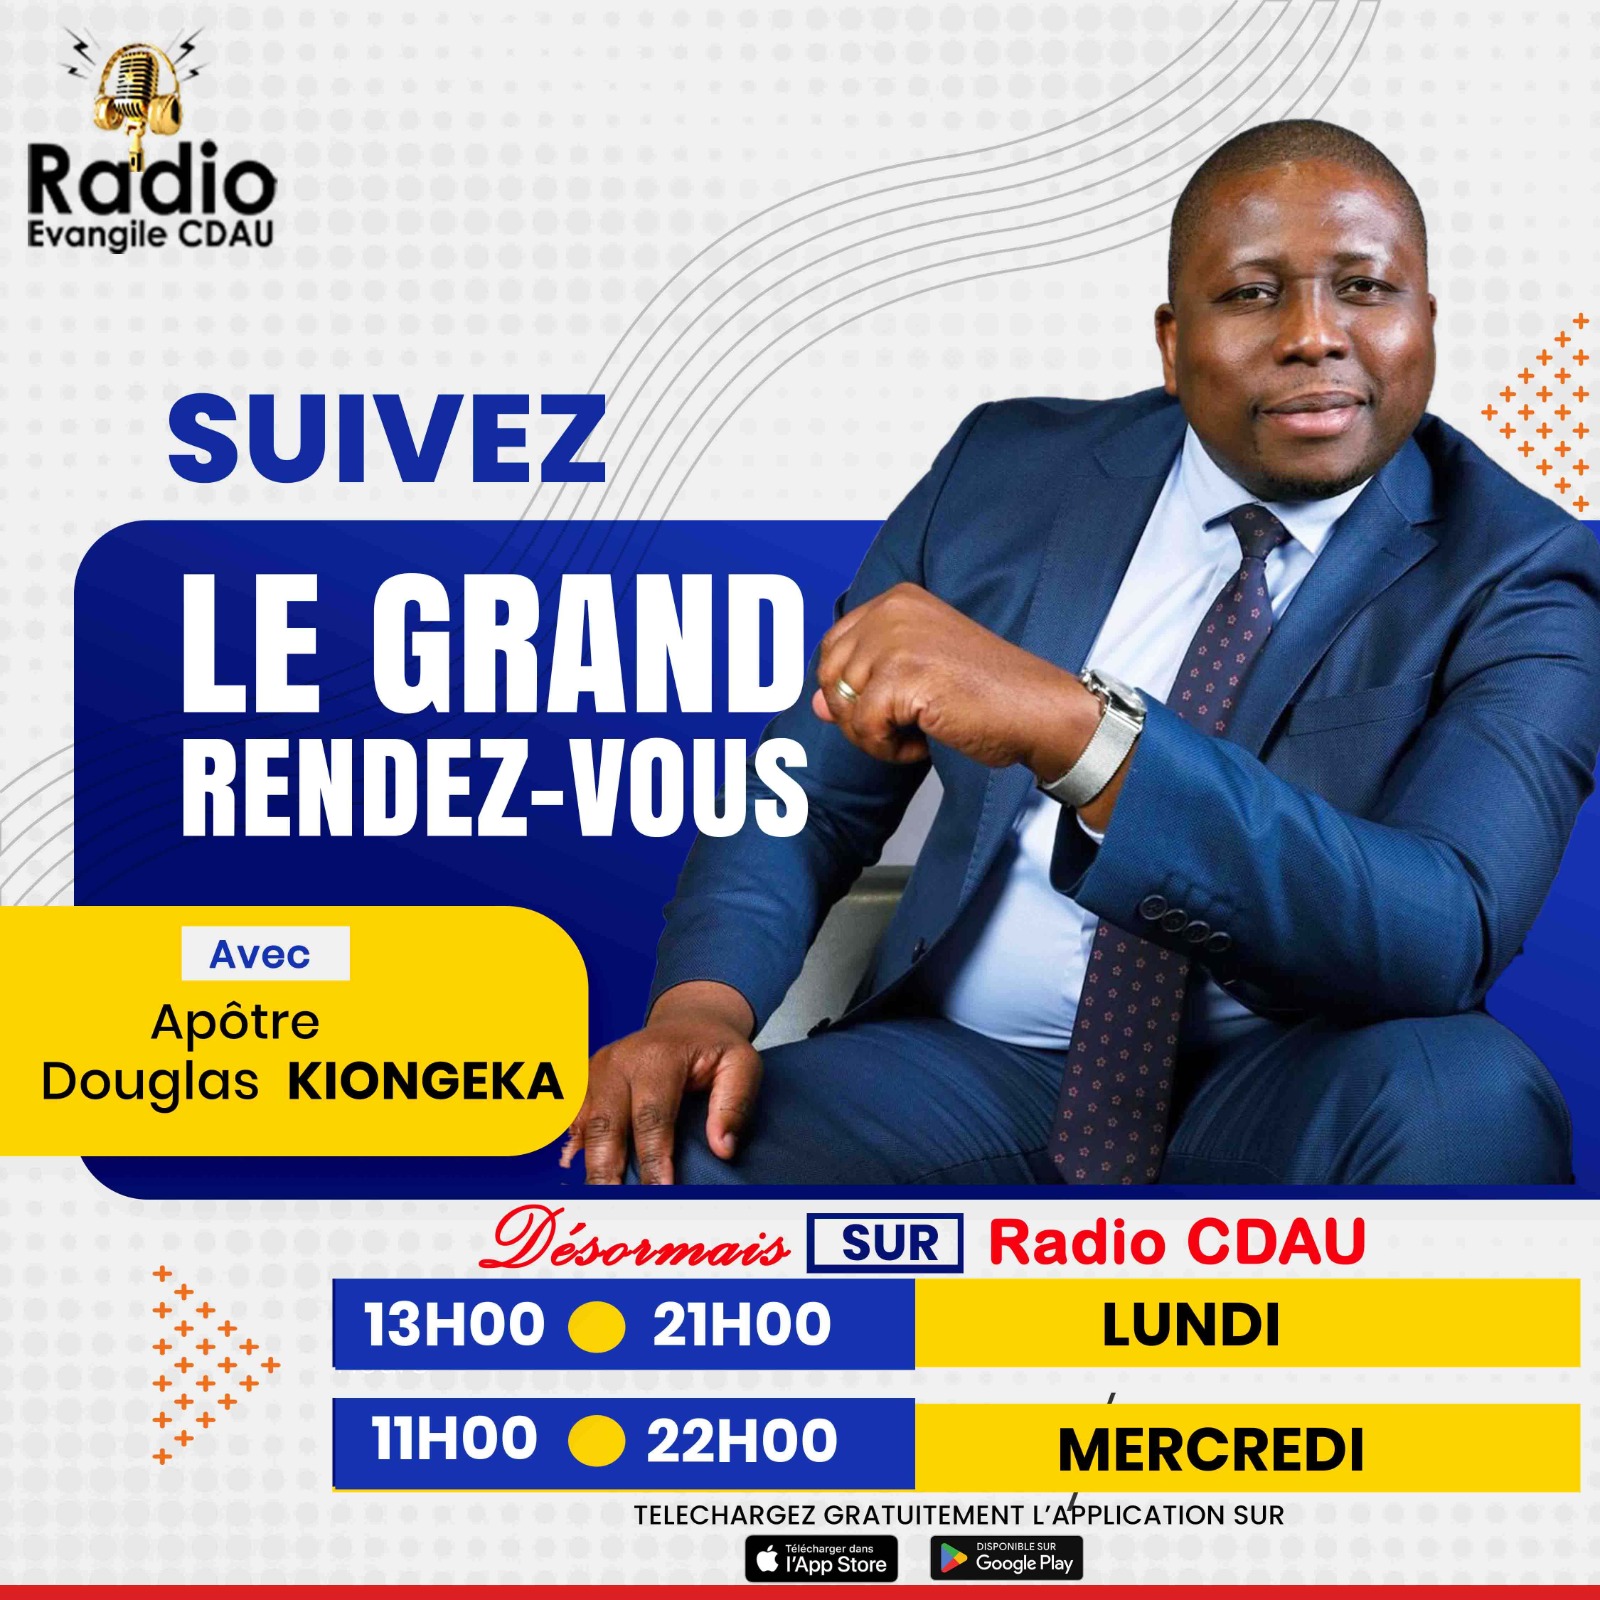 Radio
Evangile CDAU
SUIVEZ
LE GRAND
RENDEZ-VOUS
Avec
Apôtre
Douglas KIONGEKA
Désormais SUR Radio CDAU
13H00 21H00 LUNDI
11H00 22H00 MERCREDI
TELECHARGEZ GRATUITEMENT L'APPLICATION SUR
Télécharger dans
l'App Store
DISPONIBLE SUR
Google Play